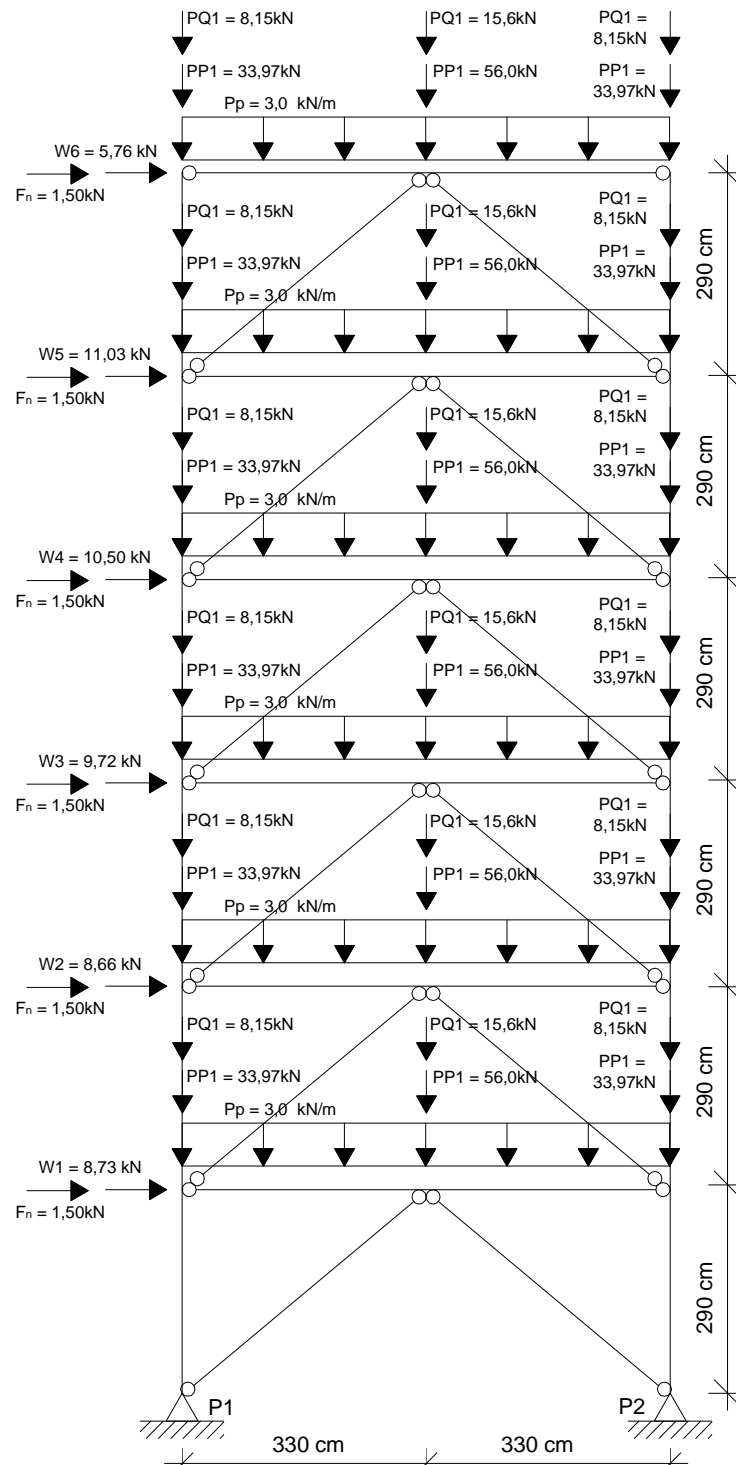 PQ1 = 8,15kN
PQ1 = 15,6kN
PQ1 =
8,15kN
PP1 = 33,97kN
PP1 = 56,0kN
PP1 =
33,97kN
Pp = 3,0 kN/m
W6 = 5,76 kN
Fn = 1,50kN
PQ1 = 8,15kN
PQ1 = 15,6kN
PQ1 =
8,15kN
PP1 = 33,97kN
PP1 = 56,0kN
PP1 =
33,97kN
290 cm
Pp = 3,0 kN/m
W5 = 11,03 kN
Fn = 1,50kN
PQ1 = 8,15kN
PQ1 = 15,6kN
PQ1 =
8,15kN
PP1 = 33,97kN
PP1 = 56,0kN
PP1 =
33,97kN
290 cm
Pp = 3,0 kN/m
W4 = 10,50 kN
Fn = 1,50kN
PQ1 = 8,15kN
PQ1 = 15,6kN
PQ1 =
8,15kN
PP1 = 33,97kN
PP1 = 56,0kN
PP1 =
33,97kN
290 cm
Pp = 3,0 kN/m
W3 = 9,72 kN
Fn = 1,50kN
PQ1 = 8,15kN
PQ1 = 15,6kN
PQ1 =
8,15kN
PP1 = 33,97kN
PP1 = 56,0kN
PP1 =
33,97kN
290 cm
Pp = 3,0 kN/m
W2 = 8,66 kN
Fn = 1,50kN
PQ1 = 8,15kN
PQ1 = 15,6kN
PQ1 =
8,15kN
PP1 = 33,97kN
PP1 = 56,0kN
PP1 =
33,97kN
290 cm
Pp = 3,0 kN/m
W1 = 8,73 kN
Fn = 1,50kN
290 cm
P1
P2
330 cm
330 cm